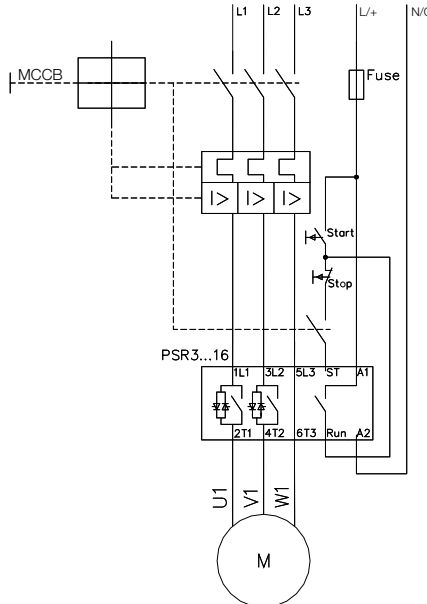 L1 L2 L3 L/+
MCCB
Fuse
I> I> I>
Start
Stop
PSR3...16
1L1 3L2 5L3 ST A1
2T1 4T2 6T3 Run A2
U1 V1 W1
M